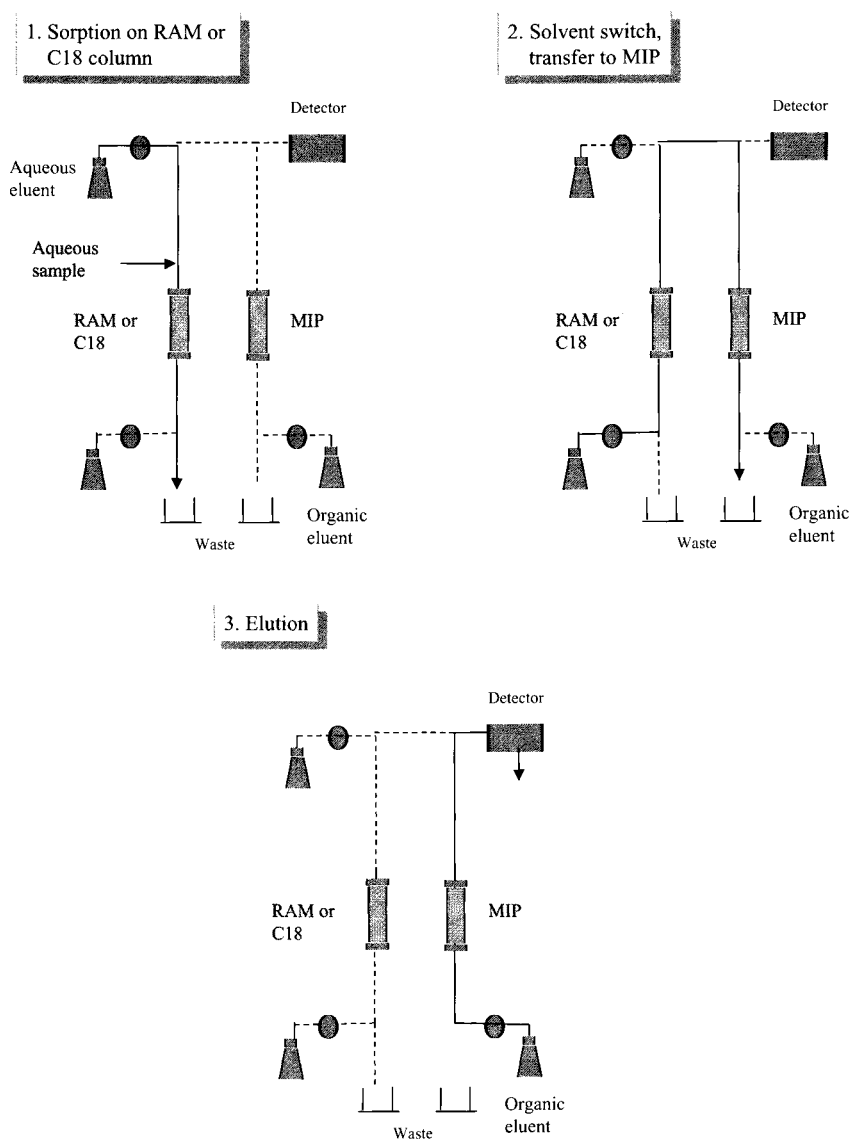 1. Sorption on RAM or
C18 column
Detector
Aqueous
eluent
Aqueous
sample
RAM or
C18
MIP
Organic
eluent
Waste
2. Solvent switch,
transfer to MIP
Detector
RAM or
C18
MIP
Organic
eluent
Waste
3. Elution
Detector
RAM or
C18
MIP
Organic
eluent
Waste